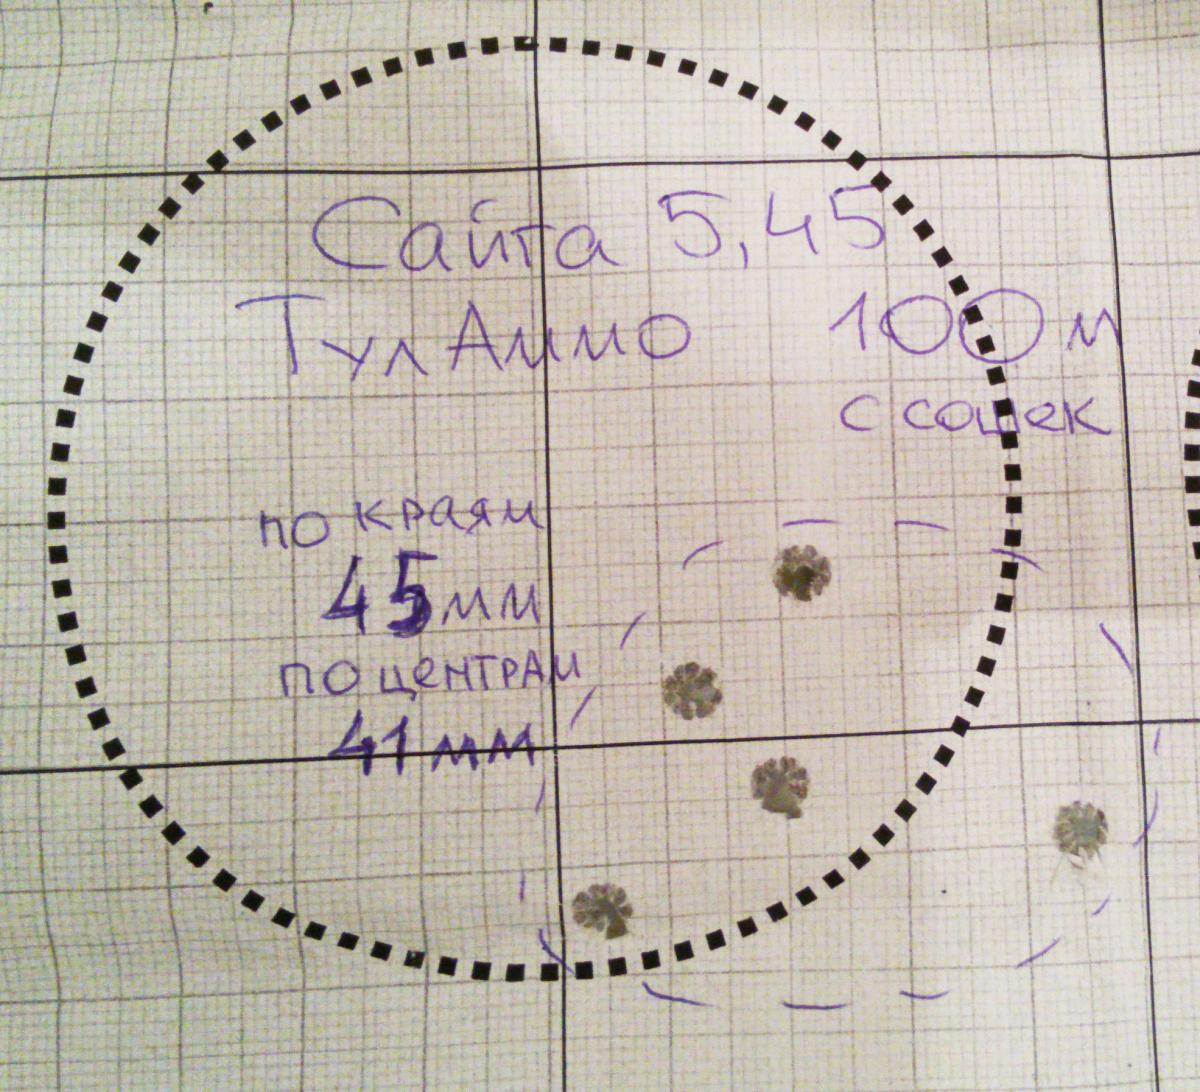 Сайга 5,45
ТулАммо 100м
с сошек
по краям
45мм
по центрам
41мм